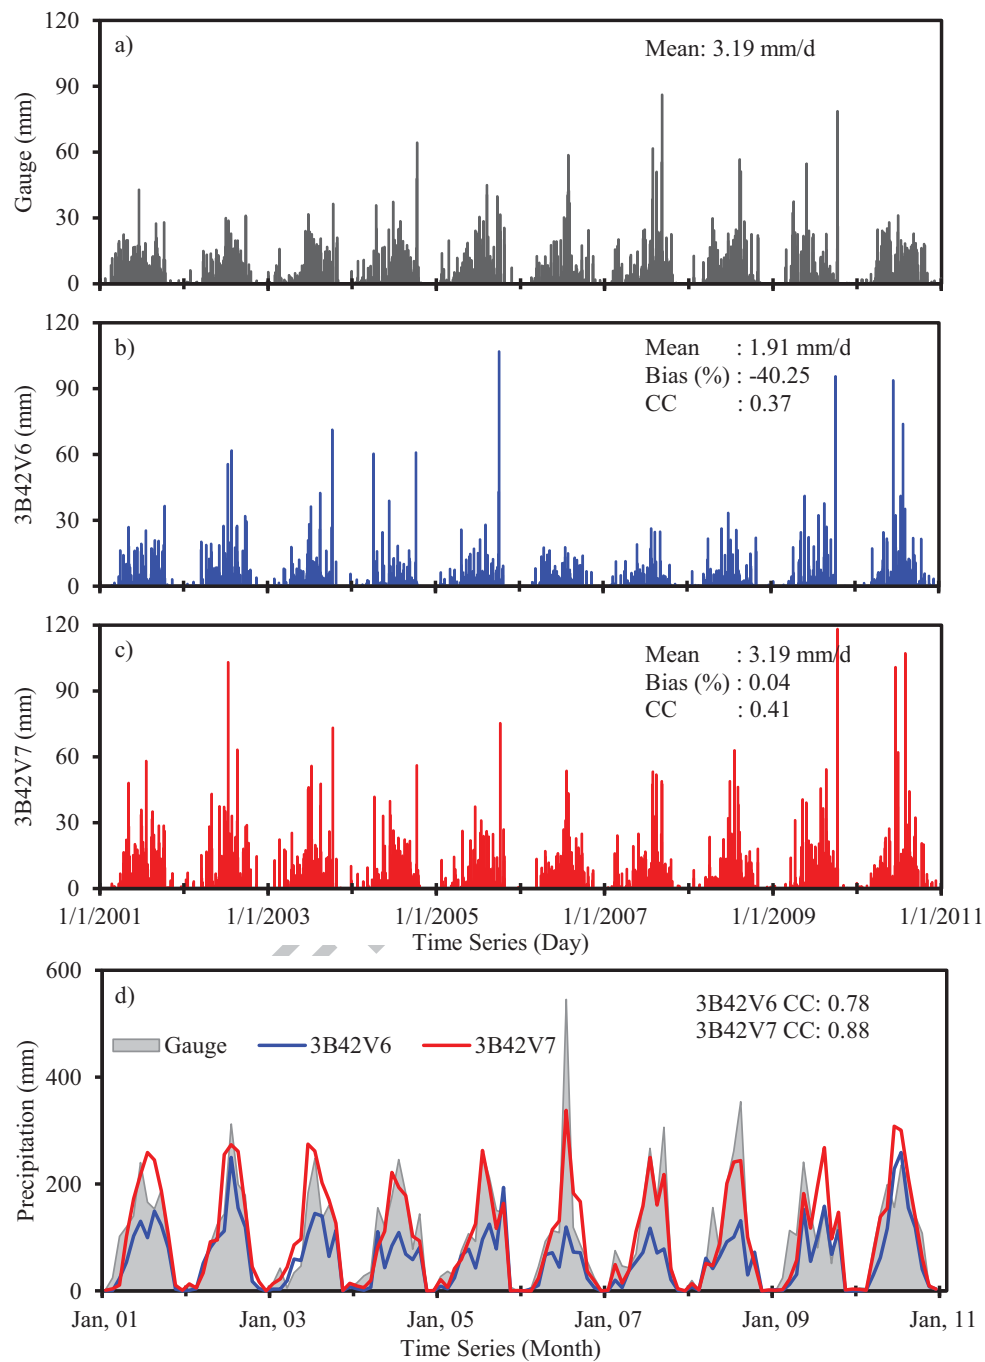 120
90
60
30
0
Gauge (mm)
a)
Mean: 3.19 mm/d
120
90
60
30
0
3B42V6 (mm)
b)
Mean : 1.91 mm/d
Bias (%) : -40.25
CC : 0.37
120
90
60
30
0
3B42V7 (mm)
c)
Mean : 3.19 mm/d
Bias (%) : 0.04
CC : 0.41
1/1/2001 1/1/2003 1/1/2005 1/1/2007 1/1/2009 1/1/2011
Time Series (Day)
600
400
200
0
Precipitation (mm)
d)
3B42V6 CC: 0.78
3B42V7 CC: 0.88
Gauge 3B42V6 3B42V7
Jan, 01 Jan, 03 Jan, 05 Jan, 07 Jan, 09 Jan, 11
Time Series (Month)